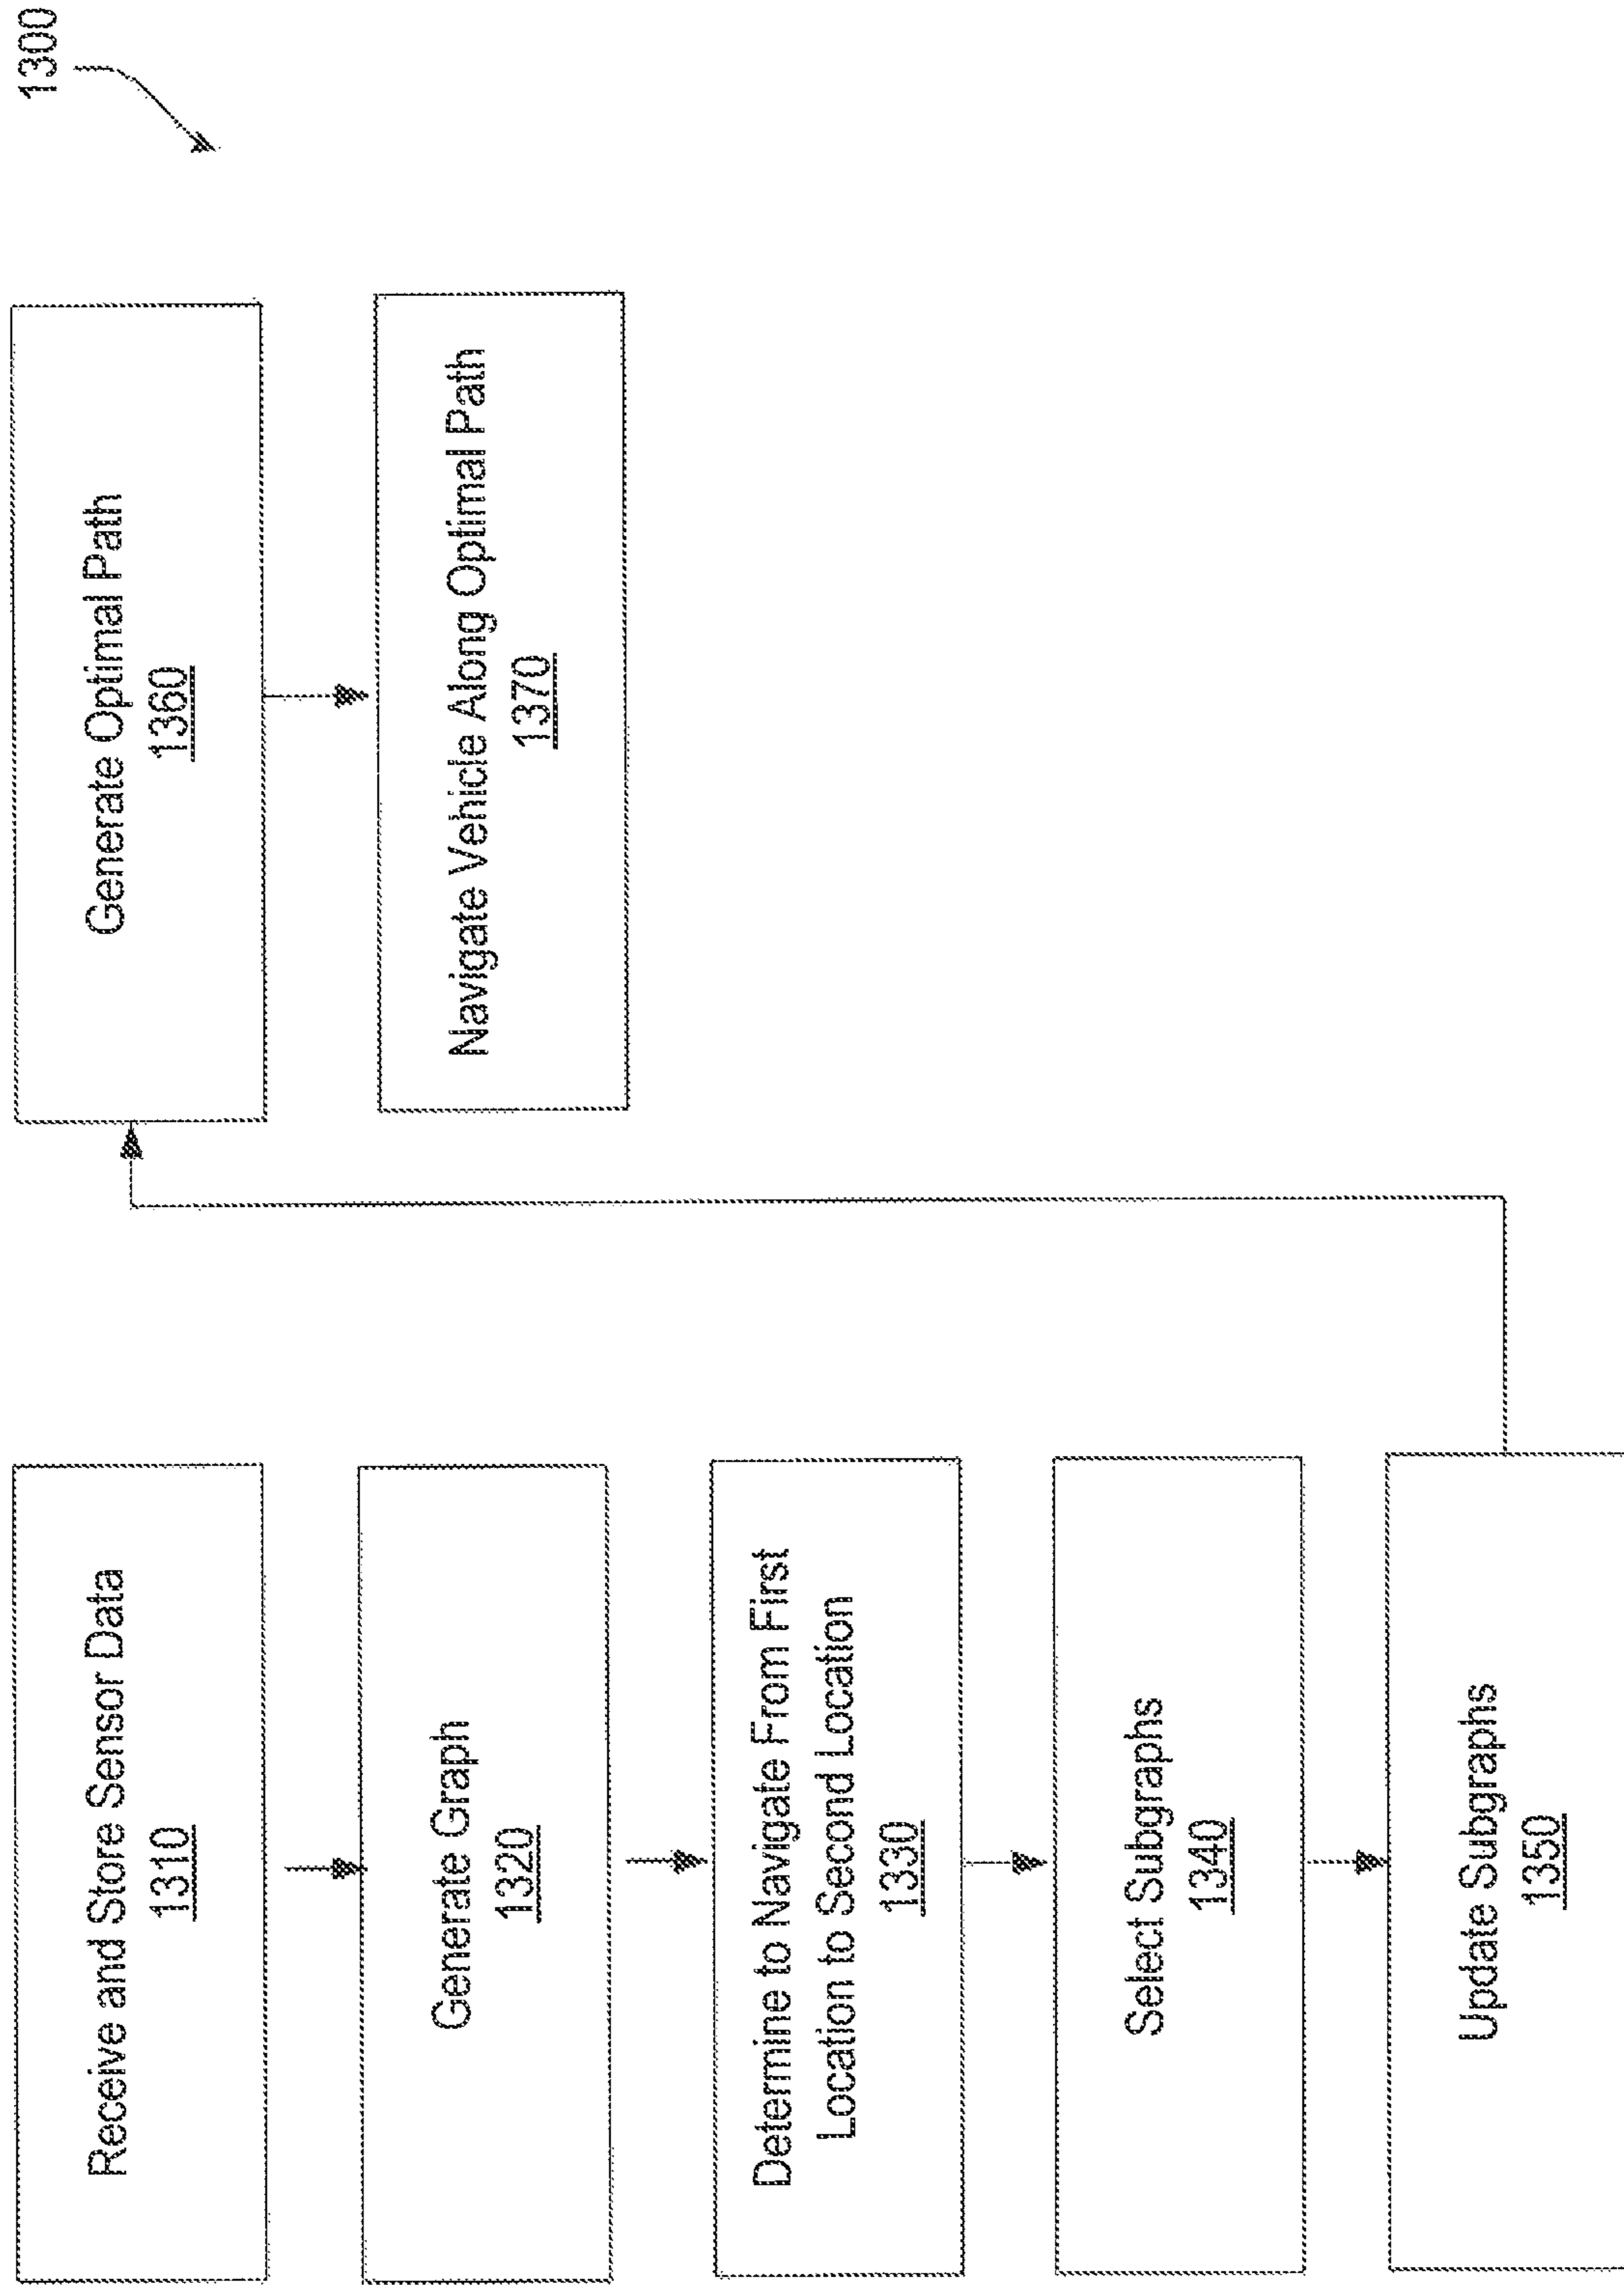 1300
Receive and Store Sensor Data
1310
Generate Graph
1320
Determine to Navigate From First
Location to Second Location
1330
Select Subgraphs
1340
Update Subgraphs
1350
Generate Optimal Path
1360
Navigate Vehicle Along Optimal Path
1370